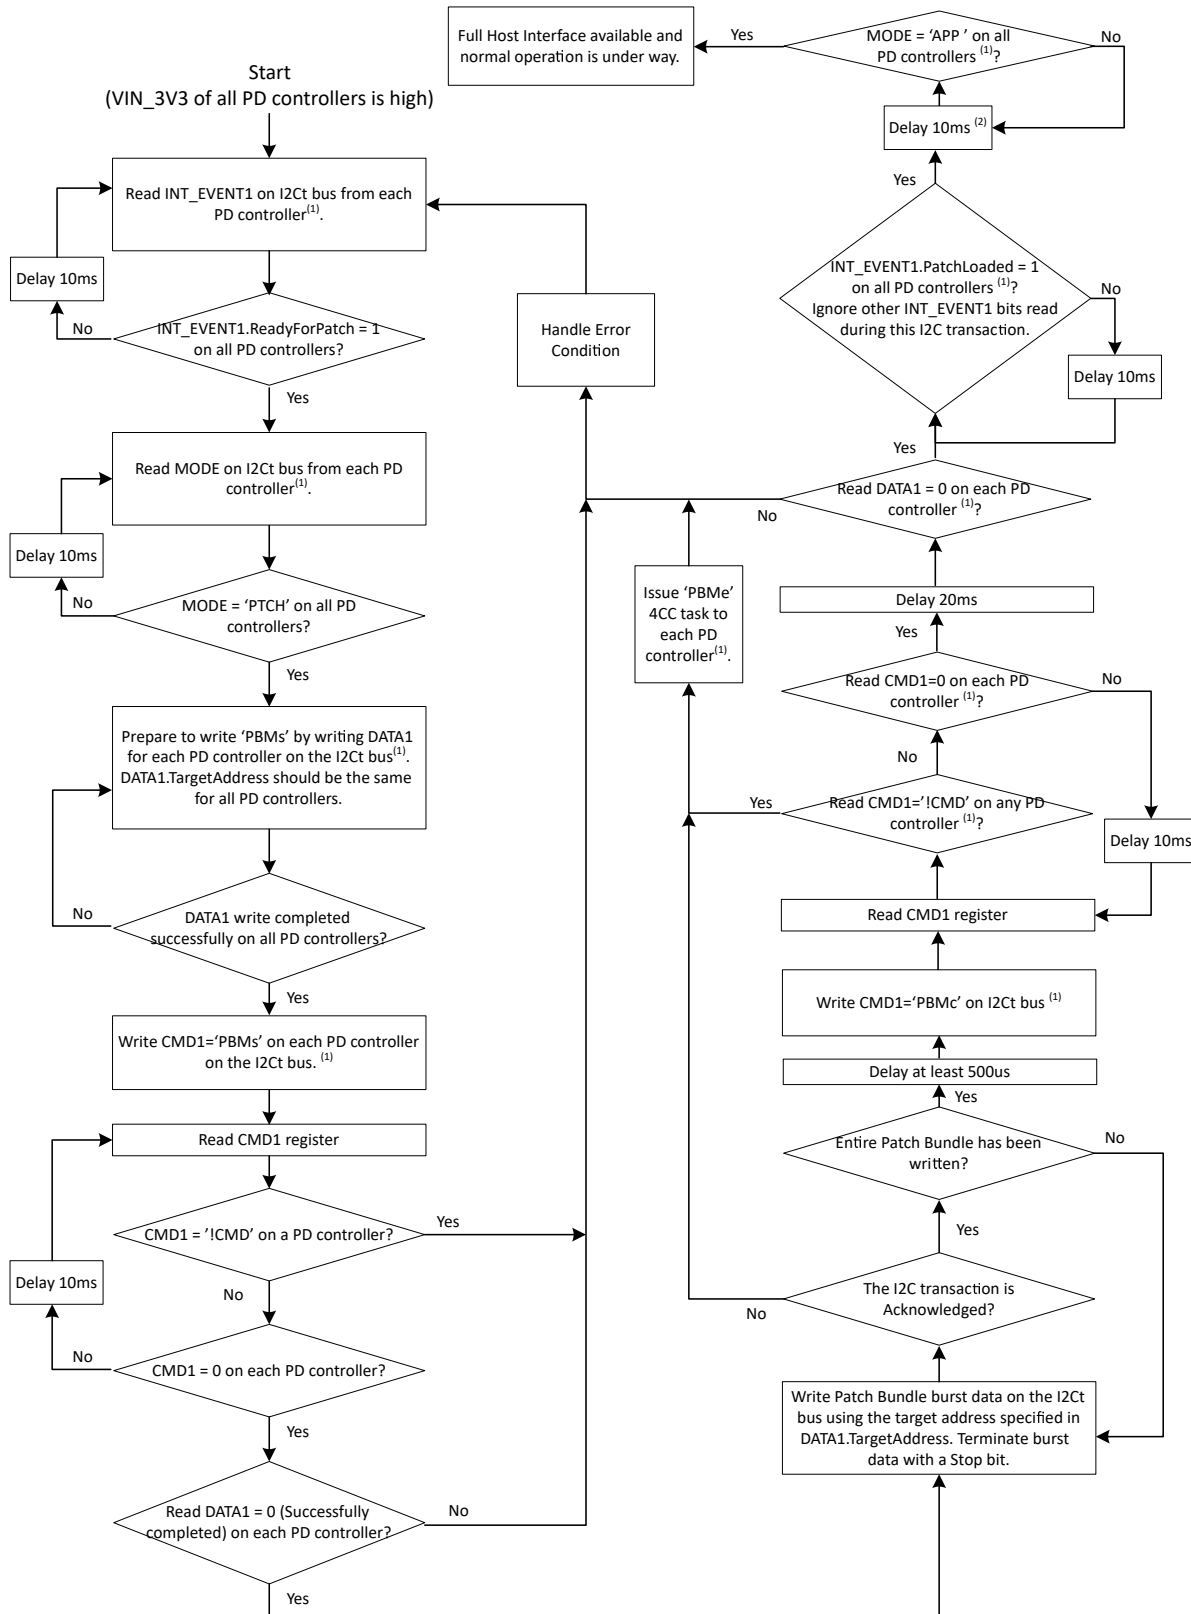 Start
(VIN_3V3 of all PD controllers is high)
Read INT_EVENT1 on I2Ct bus from each
PD controller(1).
Delay 10ms
No
INT_EVENT1.ReadyForPatch = 1
on all PD controllers?
Yes
Read MODE on I2Ct bus from each PD
controller(1).
Delay 10ms
No
MODE = ‘PTCH’ on all PD
controllers?
Yes
Prepare to write ‘PBMs’ by writing DATA1
for each PD controller on the I2Ct bus(1).
DATA1.TargetAddress should be the same
for all PD controllers.
No
DATA1 write completed
successfully on all PD controllers?
Yes
Write CMD1=‘PBMs’ on each PD controller
on the I2Ct bus. (1)
Read CMD1 register
CMD1 = ’!CMD’ on a PD controller?
Yes
Delay 10ms
No
No
CMD1 = 0 on each PD controller?
Yes
Read DATA1 = 0 (Successfully
completed) on each PD controller?
No
Yes
Handle Error
Condition
Issue ‘PBMe’
4CC task to
each PD
controller(1).
Full Host Interface available and
normal operation is under way.
Yes
MODE = ‘APP ’ on all
PD controllers (1)?
No
Delay 10ms (2)
Yes
INT_EVENT1.PatchLoaded = 1
on all PD controllers (1)?
Ignore other INT_EVENT1 bits read
during this I2C transaction.
No
Delay 10ms
Yes
Read DATA1 = 0 on each PD
controller (1)?
No
Delay 20ms
Yes
Read CMD1=0 on each PD
controller (1)?
No
No
Yes
Read CMD1=’!CMD’ on any PD
controller (1)?
Delay 10ms
Read CMD1 register
Write CMD1=‘PBMc’ on I2Ct bus (1)
Delay at least 500us
Yes
Entire Patch Bundle has been
written?
No
Yes
The I2C transaction is
Acknowledged?
No
Write Patch Bundle burst data on the I2Ct
bus using the target address specified in
DATA1.TargetAddress. Terminate burst
data with a Stop bit.